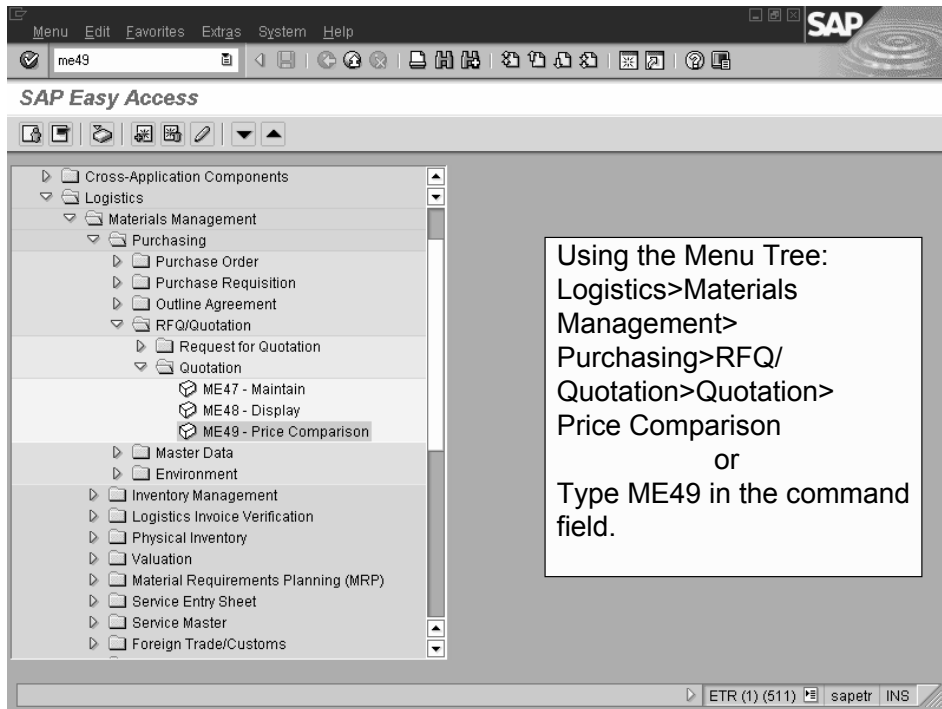 Menu Edit Favorites Extras System Help
SAP
me49
SAP Easy Access
Cross-Application Components
Logistics
Materials Management
Purchasing
Purchase Order
Purchase Requisition
Outline Agreement
RFQ/Quotation
Request for Quotation
Quotation
ME47 - Maintain
ME48 - Display
ME49 - Price Comparison
Master Data
Environment
Inventory Management
Logistics Invoice Verification
Physical Inventory
Valuation
Material Requirements Planning (MRP)
Service Entry Sheet
Service Master
Foreign Trade/Customs
Using the Menu Tree:
Logistics>Materials
Management>
Purchasing>RFQ/
Quotation>Quotation>
Price Comparison
or
Type ME49 in the command
field.
ETR (1) (511) sapetr INS